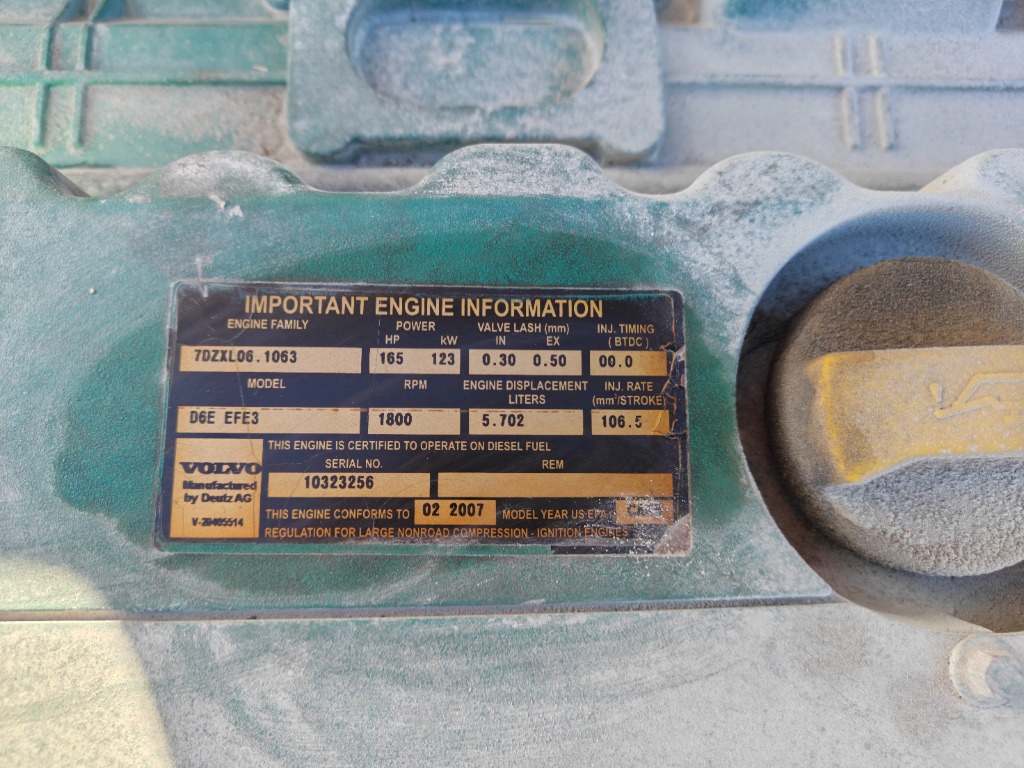 IMPORTANT ENGINE INFORMATION
ENGINE FAMILY POWER VALVE LASH (mm) INJ. TIMING
HP kW IN EX (BTDC)
7DZXL06.1063 165 123 0.30 0.50 00.0
MODEL RPM ENGINE DISPLACEMENT INJ. RATE
LITERS (mm³/STROKE)
D6E EFE3 1800 5.702 106.5
THIS ENGINE IS CERTIFIED TO OPERATE ON DIESEL FUEL
VOLVO SERIAL NO. REM
Manufactured 10323256
by Deutz AG
V-20405514 THIS ENGINE CONFORMS TO 02 2007 MODEL YEAR US-EPA
REGULATION FOR LARGE NONROAD COMPRESSION - IGNITION ENGINES